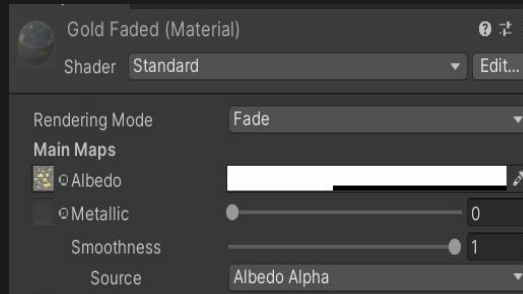 Gold Faded (Material)
Shader Standard Edit...
Rendering Mode Fade
Main Maps
Albedo
Metallic 0
Smoothness 1
Source Albedo Alpha